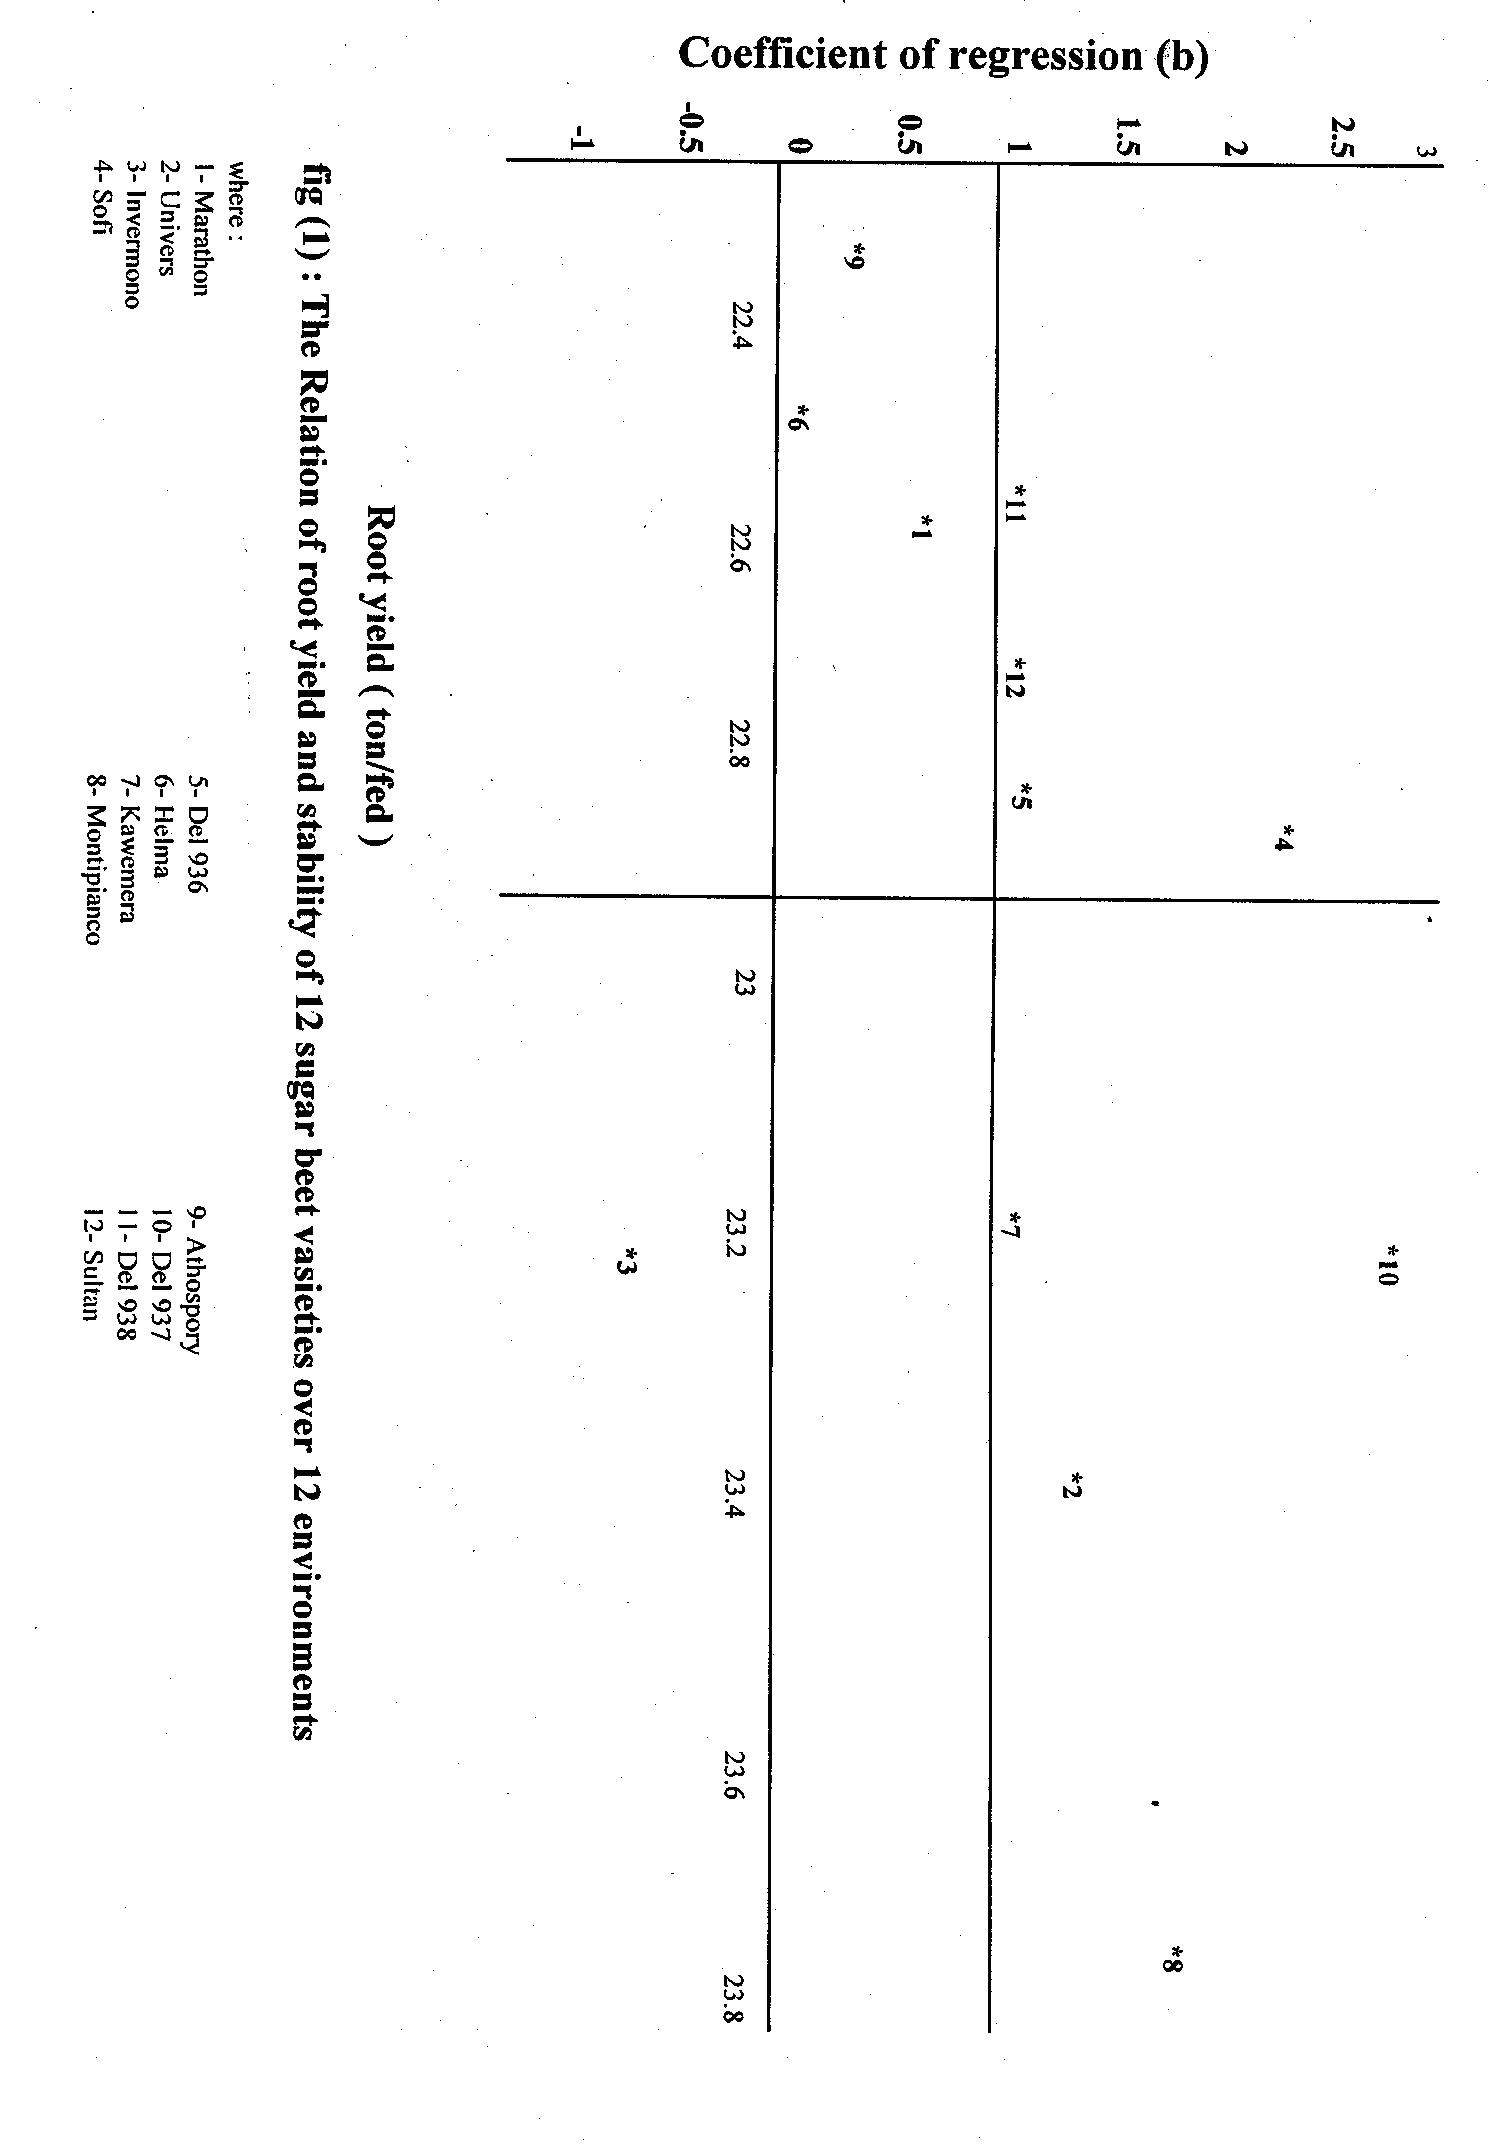 Coefficient of regression (b)
3
2.5
2
1.5
1
0.5
0
-0.5
-1
*10
*4
*8
*2
*11
*12
*5
*7
*1
*9
*6
*3
22.4 22.6 22.8 23 23.2 23.4 23.6 23.8
Root yield ( ton/fed )
fig (1) : The Relation of root yield and stability of 12 sugar beet vasieties over 12 environments
where :
1- Marathon 5- Del 936 9- Athospory
2- Univers 6- Helma 10- Del 937
3- Invermono 7- Kawemera 11- Del 938
4- Sofi 8- Montipianco 12- Sultan